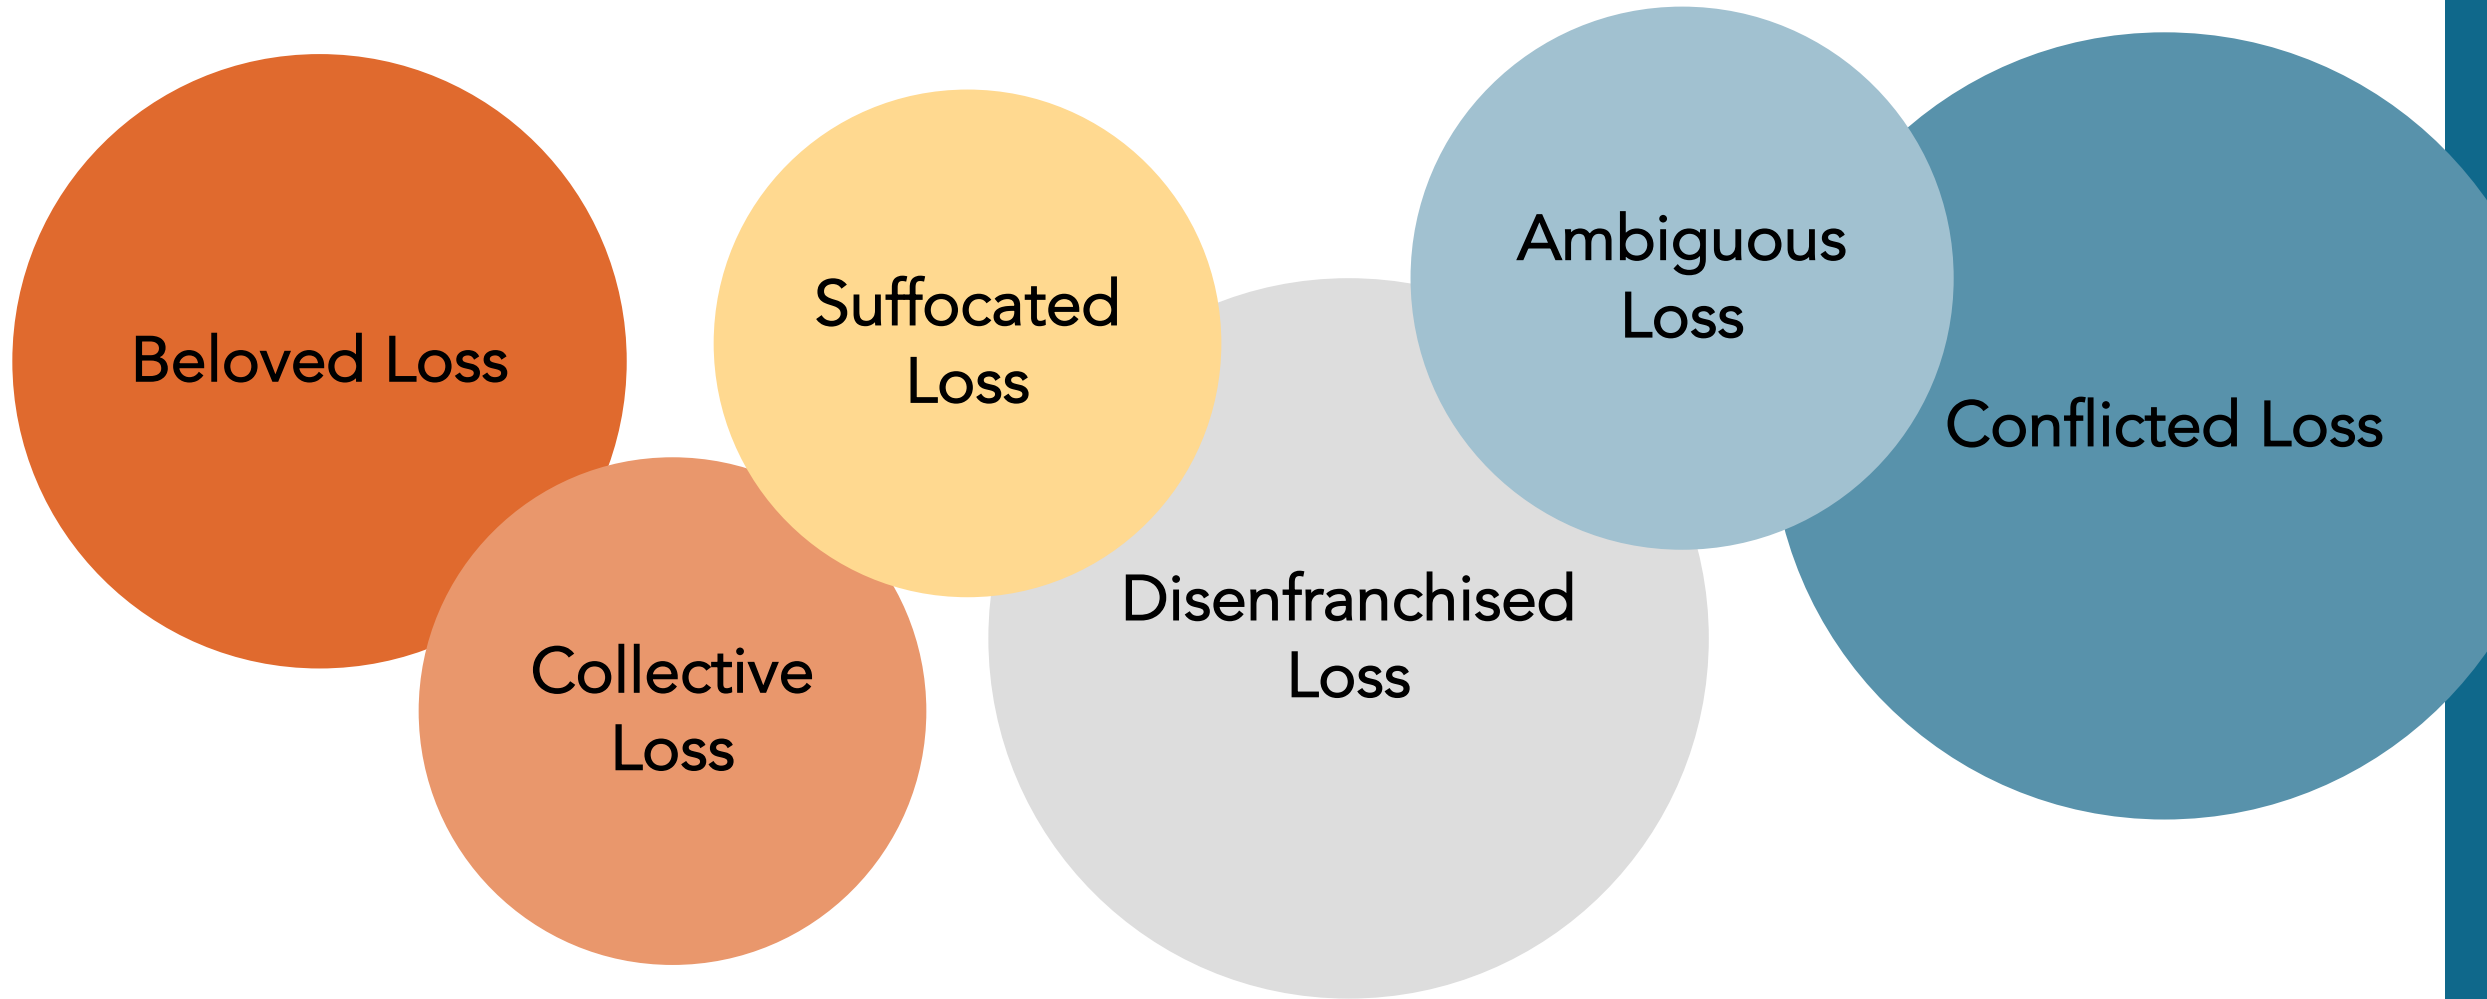 Beloved Loss
Collective
Loss
Suffocated
Loss
Disenfranchised
Loss
Ambiguous
Loss
Conflicted Loss